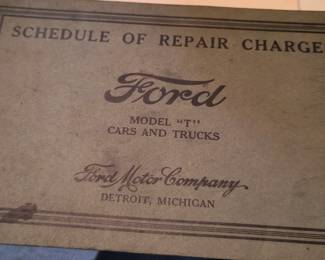 SCHEDULE OF REPAIR CHARGE
Ford
MODEL "T"
CARS AND TRUCKS
Ford Motor Company
DETROIT, MICHIGAN